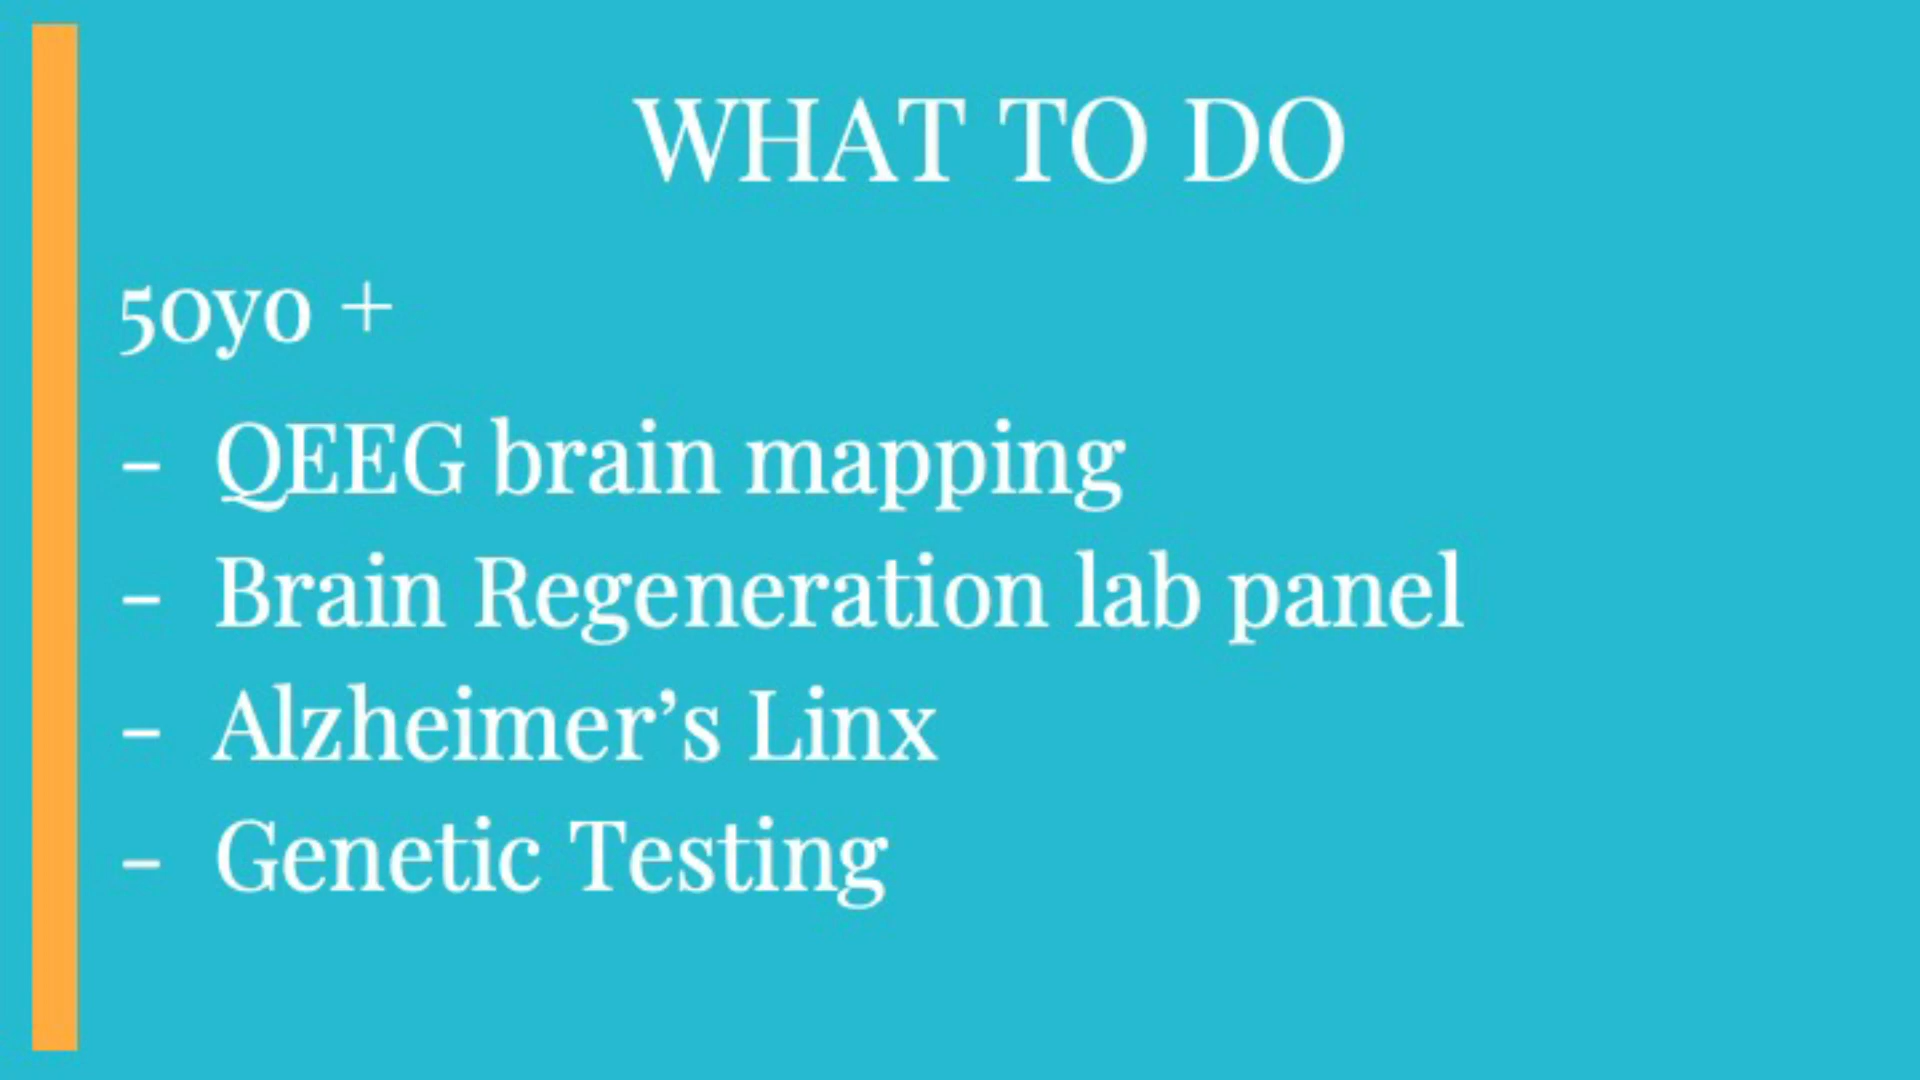 WHAT TO DO
50yo +
- QEEG brain mapping
- Brain Regeneration lab panel
- Alzheimer’s Linx
- Genetic Testing